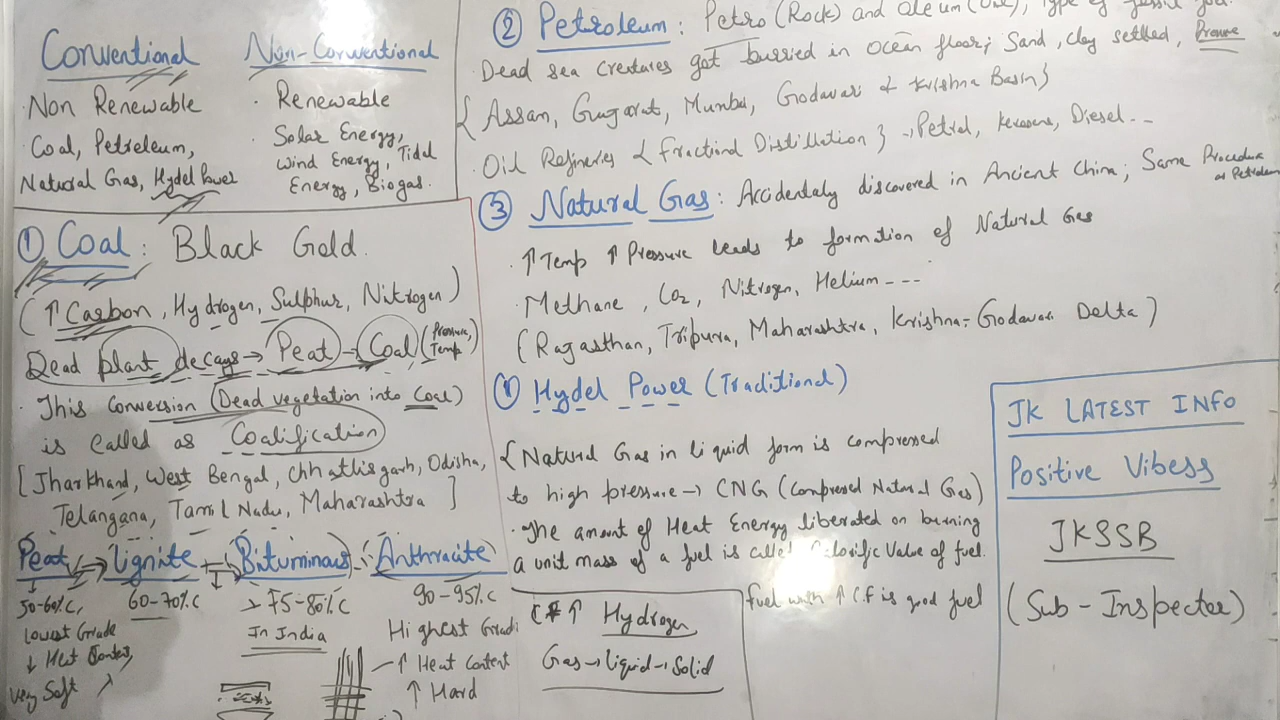 Conventional
Non Renewable
Coal, Petroleum,
Natural Gas, Hydel Power
Non-Conventional
Renewable
Solar Energy,
Wind Energy, Tidal
Energy, Biogas.
① Coal: Black Gold.
(↑ Carbon, Hydrogen, Sulphur, Nitrogen)
Dead plant decays → Peat → Coal (Pressure, Temp)
· This Conversion (Dead vegetation into Coal)
is called as Coalification
[Jharkhand, West Bengal, Chhattisgarh, Odisha,
Telangana, Tamil Nadu, Maharashtra]
Peat → Lignite → Bituminous → Anthracite
50-60% C,
Lowest Grade
↓ Heat
Very Soft
60-70% C
75-80% C
In India
90-95% C
Highest
↑ Heat Content
↑ Hard
② Petroleum: Petro (Rock) and oleum (Oil), Type of fossil fuel.
Dead sea creatures got burried in ocean floor; Sand, clay settled,
{Assam, Gujarat, Mumbai, Godavari & Krishna Basin}
Oil Refineries { Fractional Distillation } → Petrol, Kerosene, Diesel--
③ Natural Gas: Accidentaly discovered in Ancient China; Same Procedure as Petroleum
· ↑ Temp ↑ Pressure leads to formation of Natural Gas
· Methane, CO2, Nitrogen, Helium ---
(Rajasthan, Tripura, Maharashtra, Krishna-Godavari Delta)
④ Hydel Power (Traditional)
{Natural Gas in liquid form is compressed
to high pressure → CNG (Compressed Natural Gas)
· The amount of Heat Energy liberated on burning
a unit mass of a fuel is called Calorific Value of fuel.
fuel with ↑ C.F is good fuel
↑ Hydrogen
Gas → liquid → Solid
JK LATEST INFO
Positive Vibess
JKSSB
(Sub-Inspector)